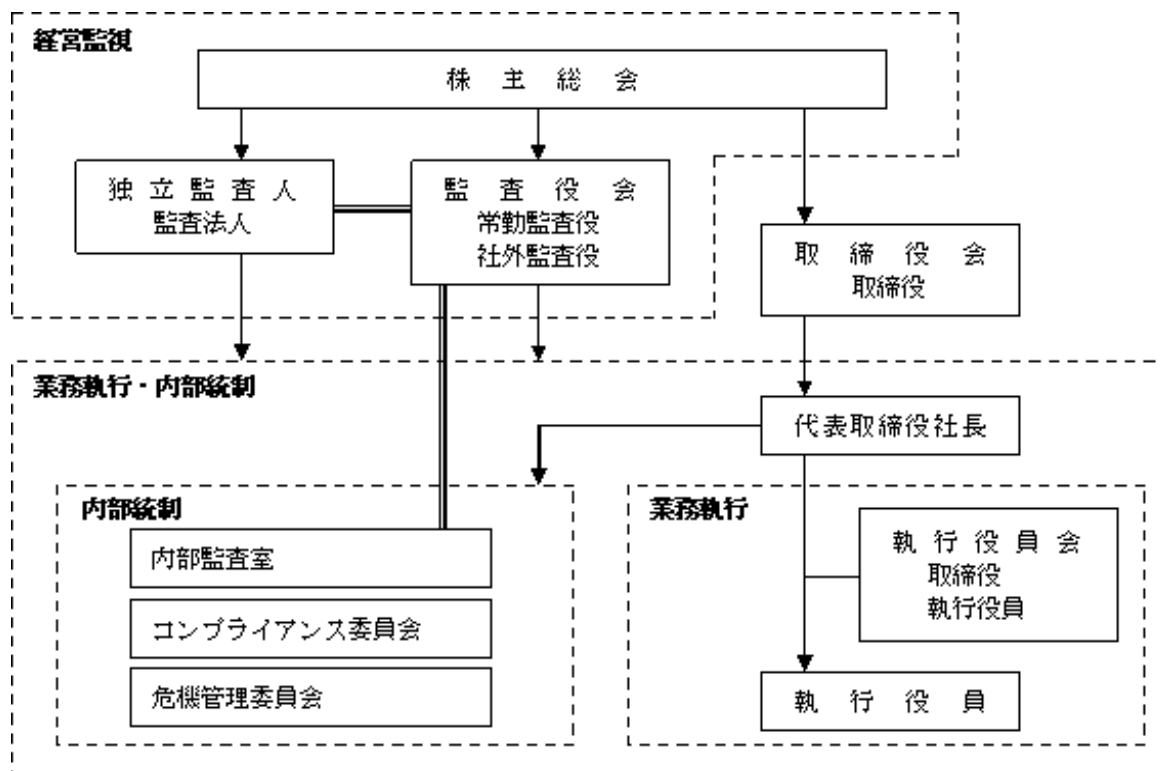 経営監視
株主総会
独立監査人
監査法人
監査役会
常勤監査役
社外監査役
取締役会
取締役
業務執行・内部統制
代表取締役社長
内部統制
内部監査室
コンプライアンス委員会
危機管理委員会
業務執行
執行役員会
取締役
執行役員
執行役員